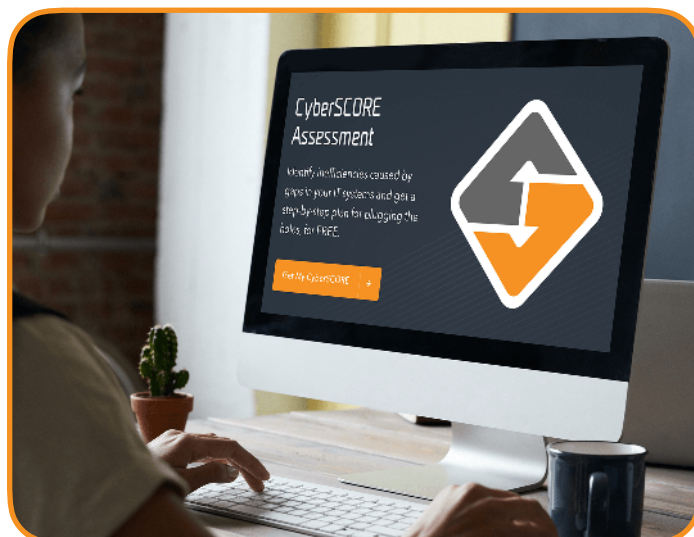 CyberSCORE
Assessment
Identify inefficiencies caused by
gaps in your IT systems and get a
step-by-step plan for plugging the
holes, for FREE.
Get My CyberSCORE